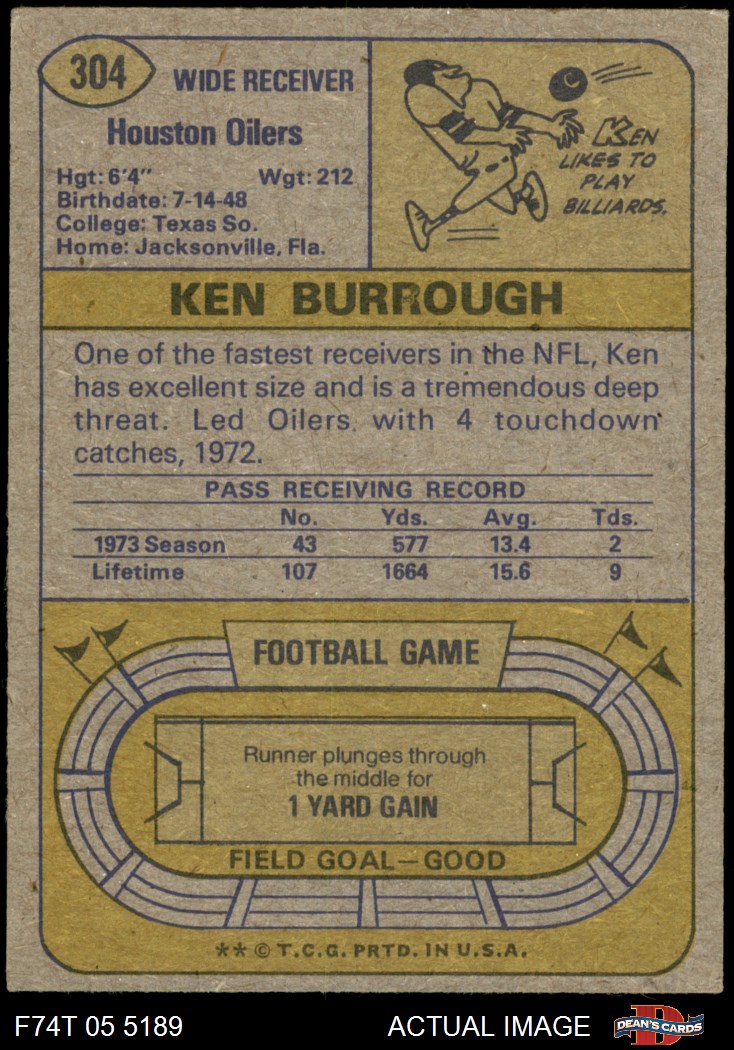 304
WIDE RECEIVER
Houston Oilers
Hgt: 6'4" Wgt: 212
Birthdate: 7-14-48
College: Texas So.
Home: Jacksonville, Fla.
KEN
LIKES TO
PLAY
BILLIARDS.
KEN BURROUGH
One of the fastest receivers in the NFL, Ken
has excellent size and is a tremendous deep
threat. Led Oilers with 4 touchdown
catches, 1972.
PASS RECEIVING RECORD
No. Yds. Avg. Tds.
1973 Season 43 577 13.4 2
Lifetime 107 1664 15.6 9
FOOTBALL GAME
Runner plunges through
the middle for
1 YARD GAIN
FIELD GOAL—GOOD
** © T.C.G. PRTD. IN U.S.A.
F74T 05 5189 ACTUAL IMAGE
D
DEAN'S CARDS